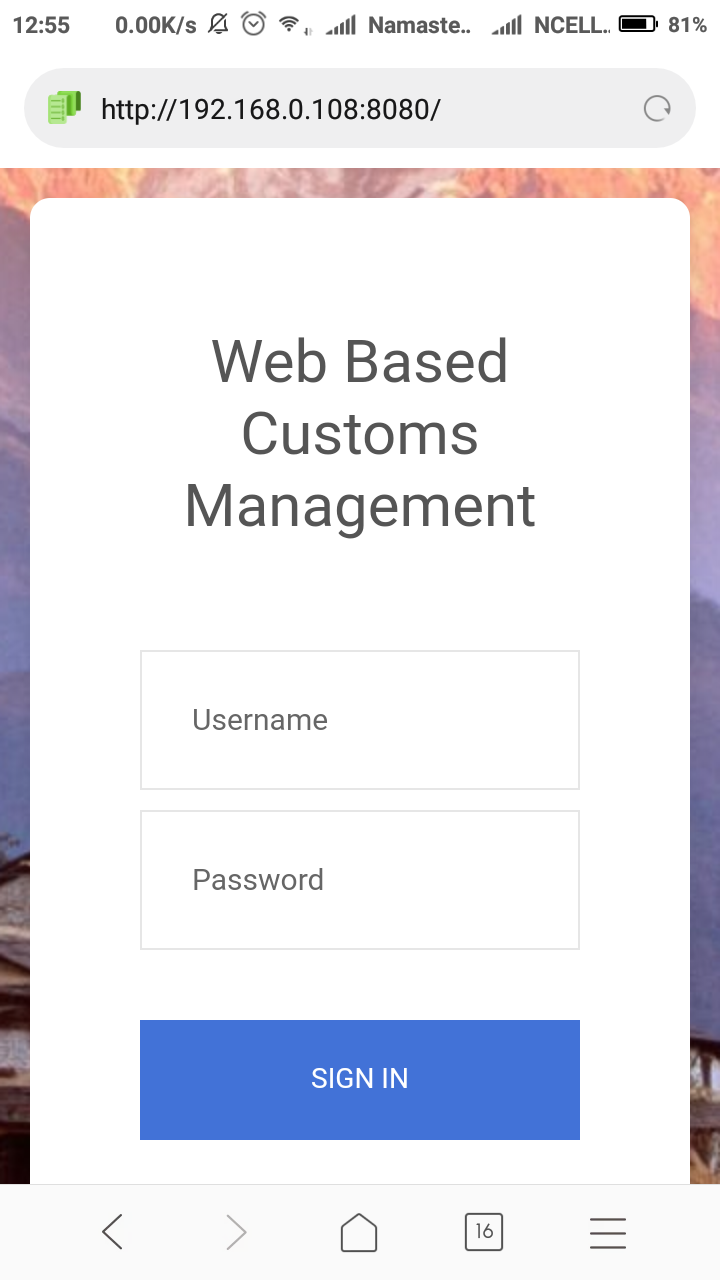 12:55 0.00K/s Namaste.. NCELL.. 81%
http://192.168.0.108:8080/
Web Based
Customs
Management
Username
Password
SIGN IN
16